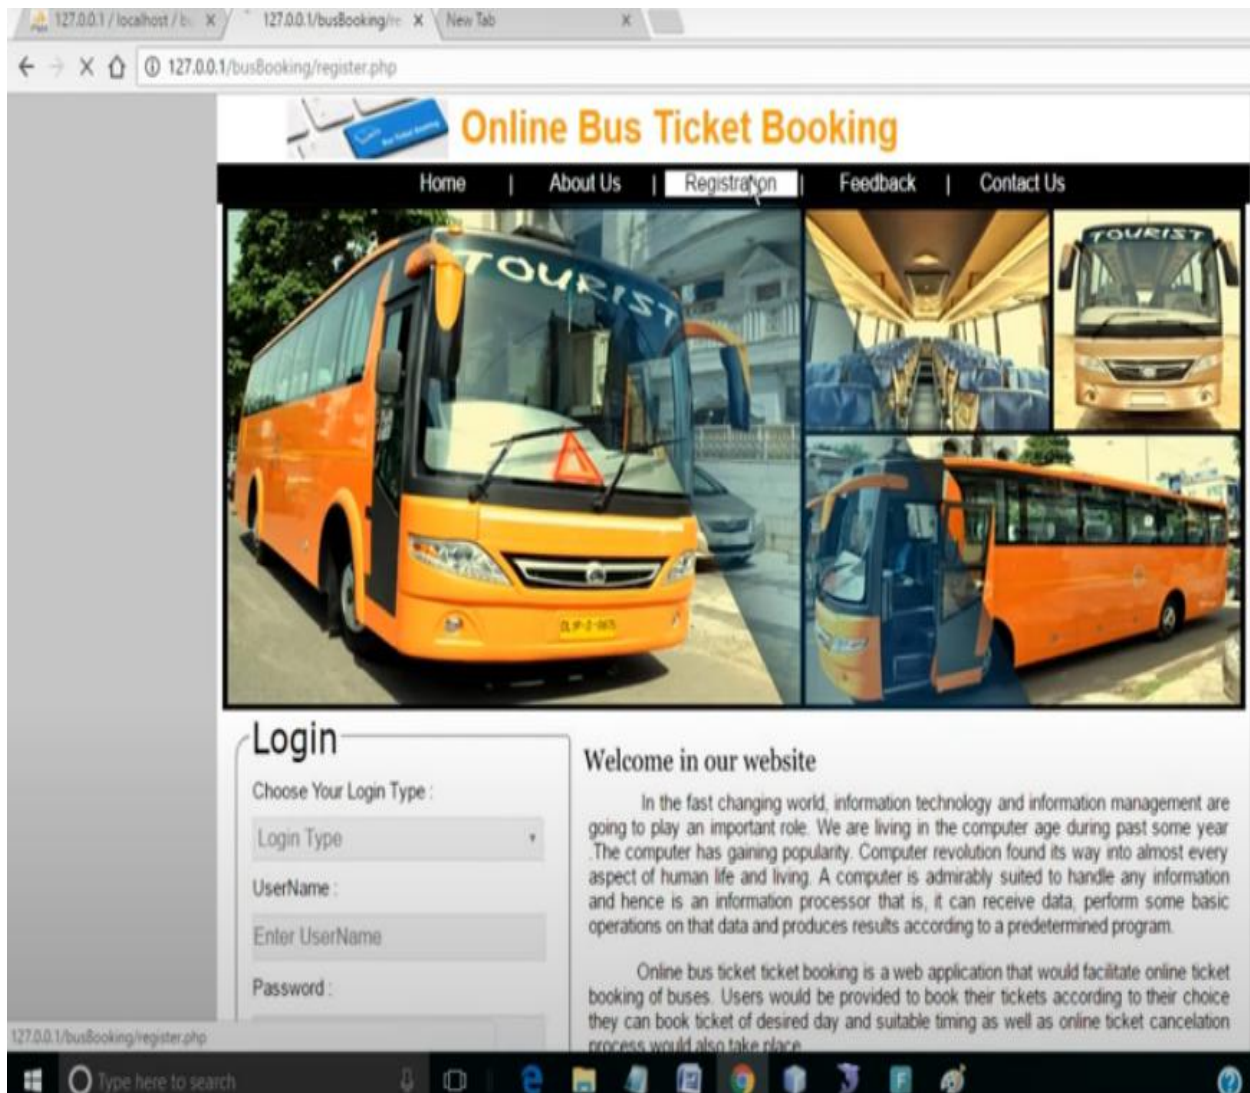 127.0.0.1 / localhost / b
127.0.0.1/busBooking/re
New Tab
127.0.0.1/busBooking/register.php
Bus Ticket Booking
Online Bus Ticket Booking
Home | About Us | Registration | Feedback | Contact Us
TOURIST
TOURIST
Login
Choose Your Login Type :
Login Type
UserName :
Enter UserName
Password :
Welcome in our website
In the fast changing world, information technology and information management are
going to play an important role. We are living in the computer age during past some year
.The computer has gaining popularity. Computer revolution found its way into almost every
aspect of human life and living. A computer is admirably suited to handle any information
and hence is an information processor that is, it can receive data, perform some basic
operations on that data and produces results according to a predetermined program.
Online bus ticket ticket booking is a web application that would facilitate online ticket
booking of buses. Users would be provided to book their tickets according to their choice
they can book ticket of desired day and suitable timing as well as online ticket cancelation
process would also take place
127.0.0.1/busBooking/register.php
Type here to search